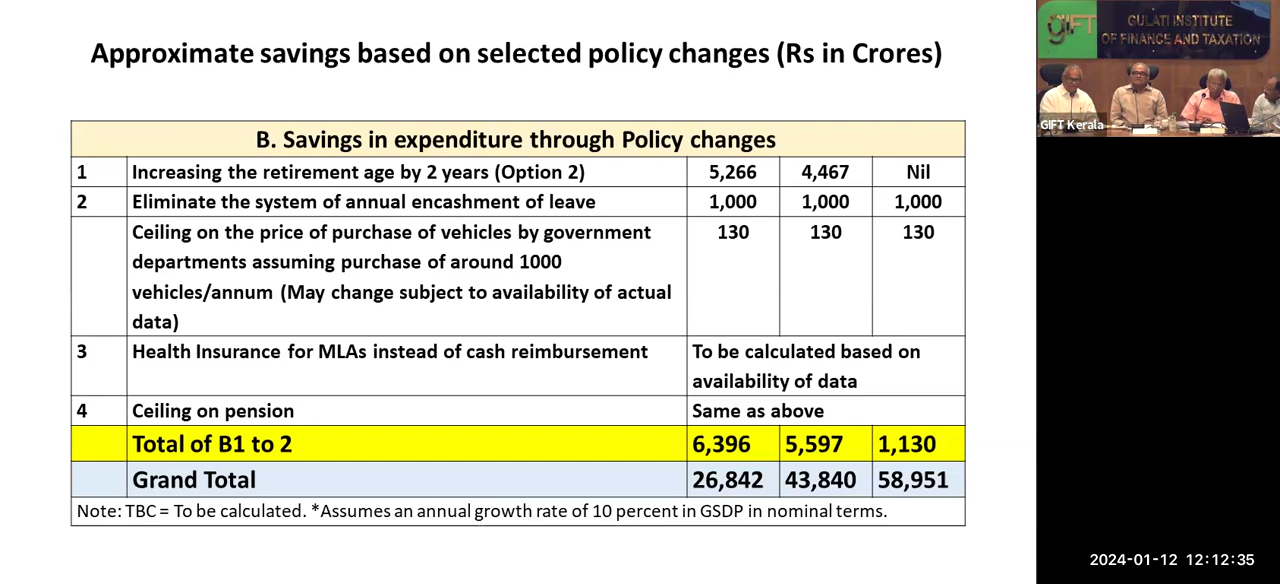 Approximate savings based on selected policy changes (Rs in Crores)
B. Savings in expenditure through Policy changes
1 Increasing the retirement age by 2 years (Option 2) 5,266 4,467 Nil
2 Eliminate the system of annual encashment of leave 1,000 1,000 1,000
Ceiling on the price of purchase of vehicles by government 130 130 130
departments assuming purchase of around 1000
vehicles/annum (May change subject to availability of actual
data)
3 Health Insurance for MLAs instead of cash reimbursement To be calculated based on
availability of data
4 Ceiling on pension Same as above
Total of B1 to 2 6,396 5,597 1,130
Grand Total 26,842 43,840 58,951
Note: TBC = To be calculated. *Assumes an annual growth rate of 10 percent in GSDP in nominal terms.
GIFT
GULATI INSTITUTE
OF FINANCE AND TAXATION
GIFT Kerala
2024-01-12 12:12:35